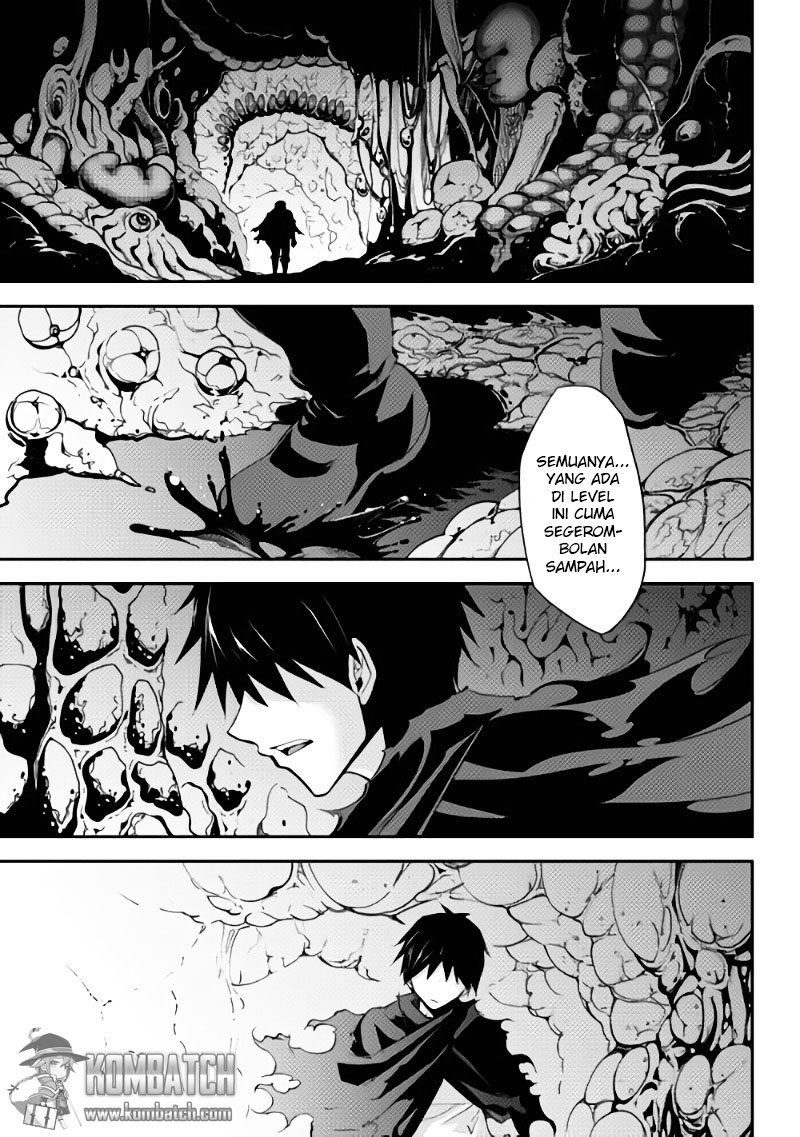 SEMUANYA...
YANG ADA
DI LEVEL
INI CUMA
SEGEROM-
BOLAN
SAMPAH...
KOMBATCH
www.kombatch.com